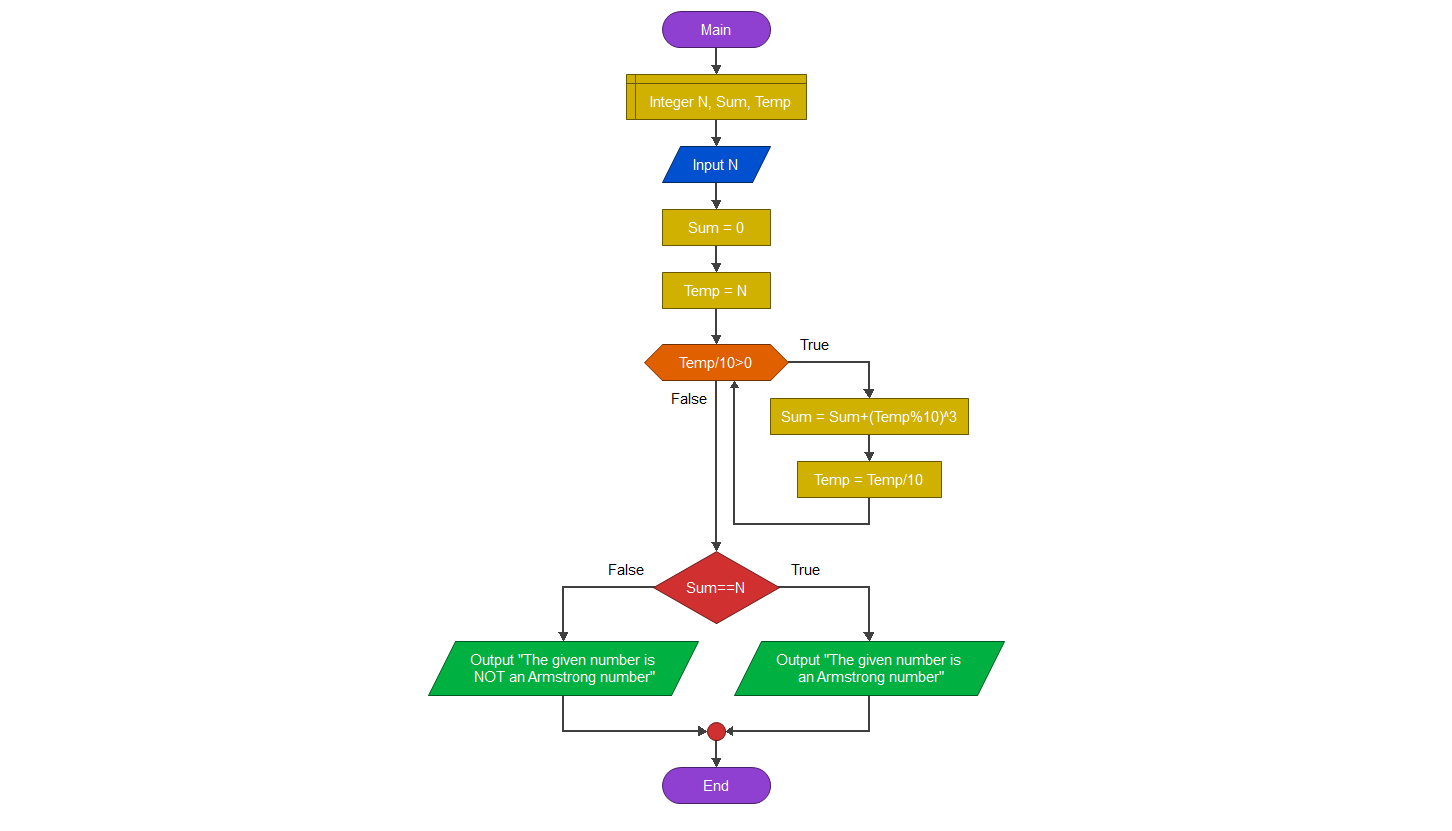 Main
Integer N, Sum, Temp
Input N
Sum = 0
Temp = N
Temp/10>0
True
False
Sum = Sum+(Temp%10)^3
Temp = Temp/10
False
Sum==N
True
Output "The given number is
NOT an Armstrong number"
Output "The given number is
an Armstrong number"
End